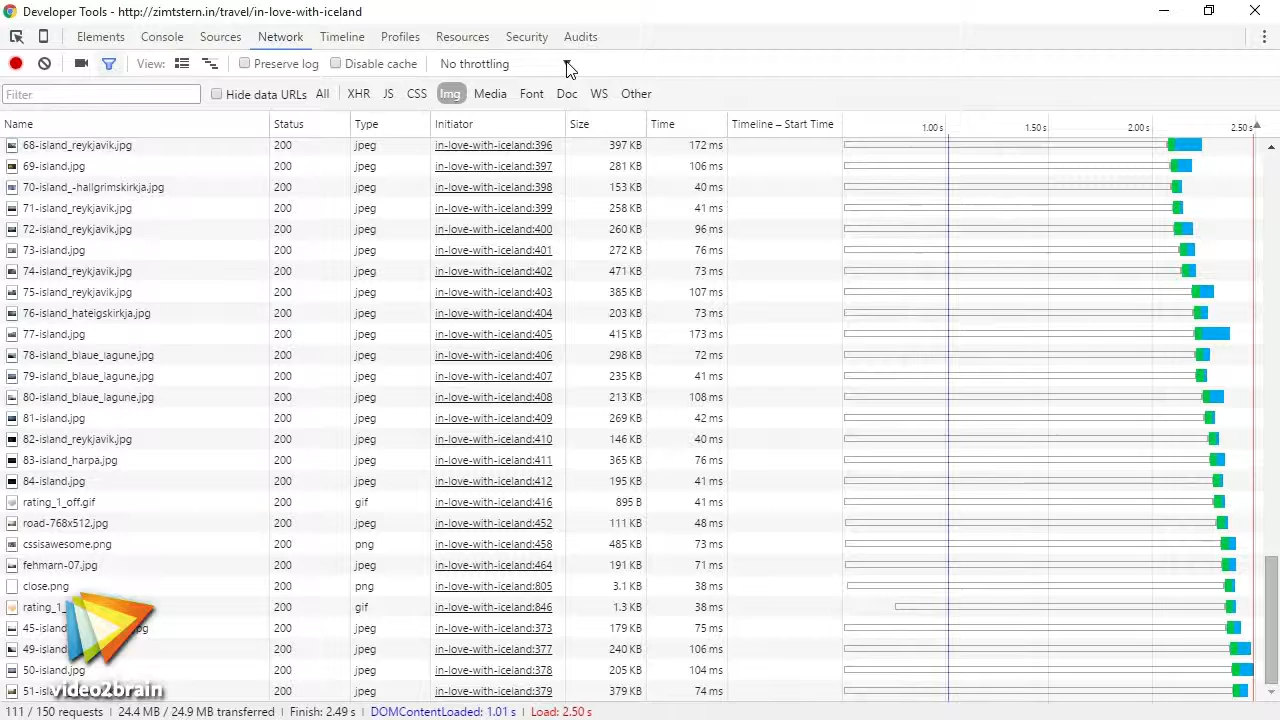 Developer Tools - http://zimtstern.in/travel/in-love-with-iceland
Elements Console Sources Network Timeline Profiles Resources Security Audits
View: Preserve log Disable cache No throttling
Filter Hide data URLs All XHR JS CSS Img Media Font Doc WS Other
Name Status Type Initiator Size Time Timeline – Start Time 1.00 s 1.50 s 2.00 s 2.50 s
68-island_reykjavik.jpg 200 jpeg in-love-with-iceland:396 397 KB 172 ms
69-island.jpg 200 jpeg in-love-with-iceland:397 281 KB 106 ms
70-island_-hallgrimskirkja.jpg 200 jpeg in-love-with-iceland:398 153 KB 40 ms
71-island_reykjavik.jpg 200 jpeg in-love-with-iceland:399 258 KB 41 ms
72-island_reykjavik.jpg 200 jpeg in-love-with-iceland:400 260 KB 96 ms
73-island.jpg 200 jpeg in-love-with-iceland:401 272 KB 76 ms
74-island_reykjavik.jpg 200 jpeg in-love-with-iceland:402 471 KB 73 ms
75-island_reykjavik.jpg 200 jpeg in-love-with-iceland:403 385 KB 107 ms
76-island_hateigskirkja.jpg 200 jpeg in-love-with-iceland:404 203 KB 73 ms
77-island.jpg 200 jpeg in-love-with-iceland:405 415 KB 173 ms
78-island_blaue_lagune.jpg 200 jpeg in-love-with-iceland:406 298 KB 72 ms
79-island_blaue_lagune.jpg 200 jpeg in-love-with-iceland:407 235 KB 41 ms
80-island_blaue_lagune.jpg 200 jpeg in-love-with-iceland:408 213 KB 108 ms
81-island.jpg 200 jpeg in-love-with-iceland:409 269 KB 42 ms
82-island_reykjavik.jpg 200 jpeg in-love-with-iceland:410 146 KB 40 ms
83-island_harpa.jpg 200 jpeg in-love-with-iceland:411 365 KB 76 ms
84-island.jpg 200 jpeg in-love-with-iceland:412 195 KB 41 ms
rating_1_off.gif 200 gif in-love-with-iceland:416 895 B 41 ms
road-768x512.jpg 200 jpeg in-love-with-iceland:452 111 KB 48 ms
cssisawesome.png 200 png in-love-with-iceland:458 485 KB 73 ms
fehmarn-07.jpg 200 jpeg in-love-with-iceland:464 191 KB 71 ms
close.png 200 png in-love-with-iceland:805 3.1 KB 38 ms
rating_1 200 gif in-love-with-iceland:846 1.3 KB 38 ms
45-island 200 jpeg in-love-with-iceland:373 179 KB 75 ms
49-island 200 jpeg in-love-with-iceland:377 240 KB 106 ms
50-island.jpg 200 jpeg in-love-with-iceland:378 205 KB 104 ms
51-isl 200 jpeg in-love-with-iceland:379 379 KB 74 ms
video2brain
111 / 150 requests | 24.4 MB / 24.9 MB transferred | Finish: 2.49 s | DOMContentLoaded: 1.01 s | Load: 2.50 s